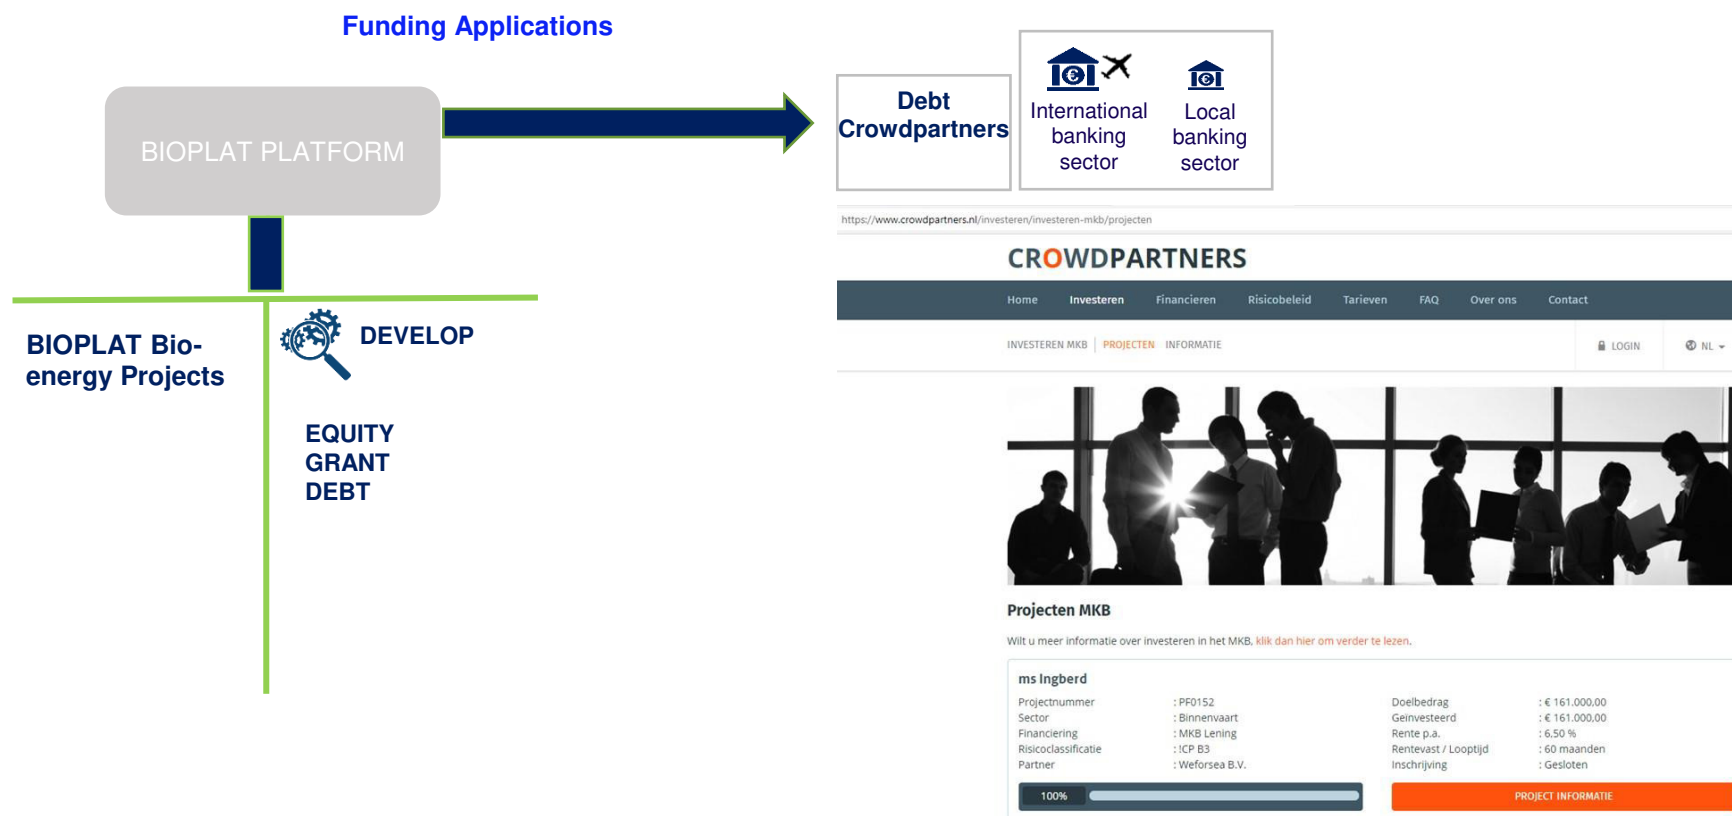 Funding Applications
BIOPLAT PLATFORM
Debt
Crowdpartners
International
banking
sector
Local
banking
sector
BIOPLAT Bio-
energy Projects
DEVELOP
EQUITY
GRANT
DEBT
https://www.crowdpartners.nl/investeren/investeren-mkb/projecten
CROWDPARTNERS
Home Investeren Financieren Risicobeleid Tarieven FAQ Over ons Contact
INVESTEREN MKB | PROJECTEN INFORMATIE LOGIN NL
Projecten MKB
Wilt u meer informatie over investeren in het MKB, klik dan hier om verder te lezen.
ms Ingberd
Projectnummer : PF0152 Doelbedrag : € 161.000,00
Sector : Binnenvaart Geinvesteerd : € 161.000,00
Financiering : MKB Lening Rente p.a. : 6,50 %
Risicoclassificatie : !CP B3 Rentevast / Looptijd : 60 maanden
Partner : Weforsea B.V. Inschrijving : Gesloten
100% PROJECT INFORMATIE